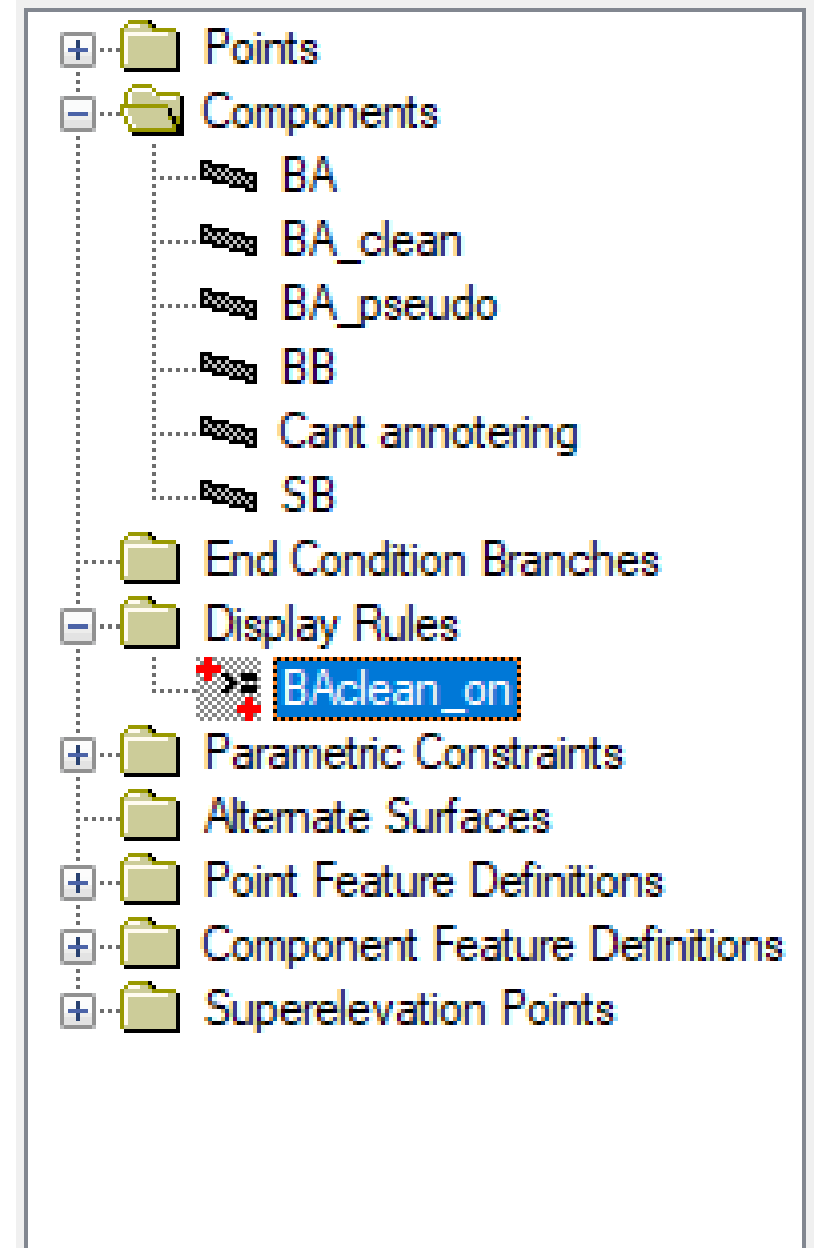 Points
Components
BA
BA_clean
BA_pseudo
BB
Cant annotering
SB
End Condition Branches
Display Rules
BAclean_on
Parametric Constraints
Alternate Surfaces
Point Feature Definitions
Component Feature Definitions
Superelevation Points